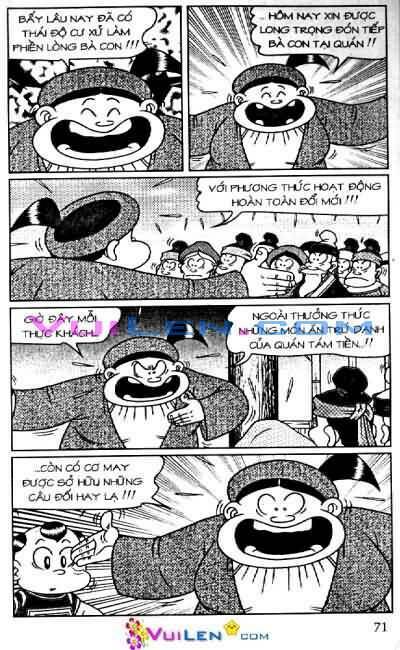 BẤY LÂU NAY ĐÃ CÓ
THÁI ĐỘ CƯ XỬ LÀM
PHIỀN LÒNG BÀ CON !!!
... HÔM NAY XIN ĐƯỢC
LONG TRỌNG ĐÓN TIẾP
BÀ CON TẠI QUÁN !!
VỚI PHƯƠNG THỨC HOẠT ĐỘNG
HOÀN TOÀN ĐỔI MỚI !!!
GIỜ ĐÂY MỖI
THỰC KHÁCH...
NGOÀI THƯỞNG THỨC
NHỮNG MÓN ĂN TRỨ DANH
CỦA QUÁN TÁM TIỀN..!!
VUILEN.COM
...CÒN CÓ CƠ MAY
ĐƯỢC SỞ HỮU NHỮNG
CÂU ĐỐI HAY LẠ !!!
71
VUILEN.COM